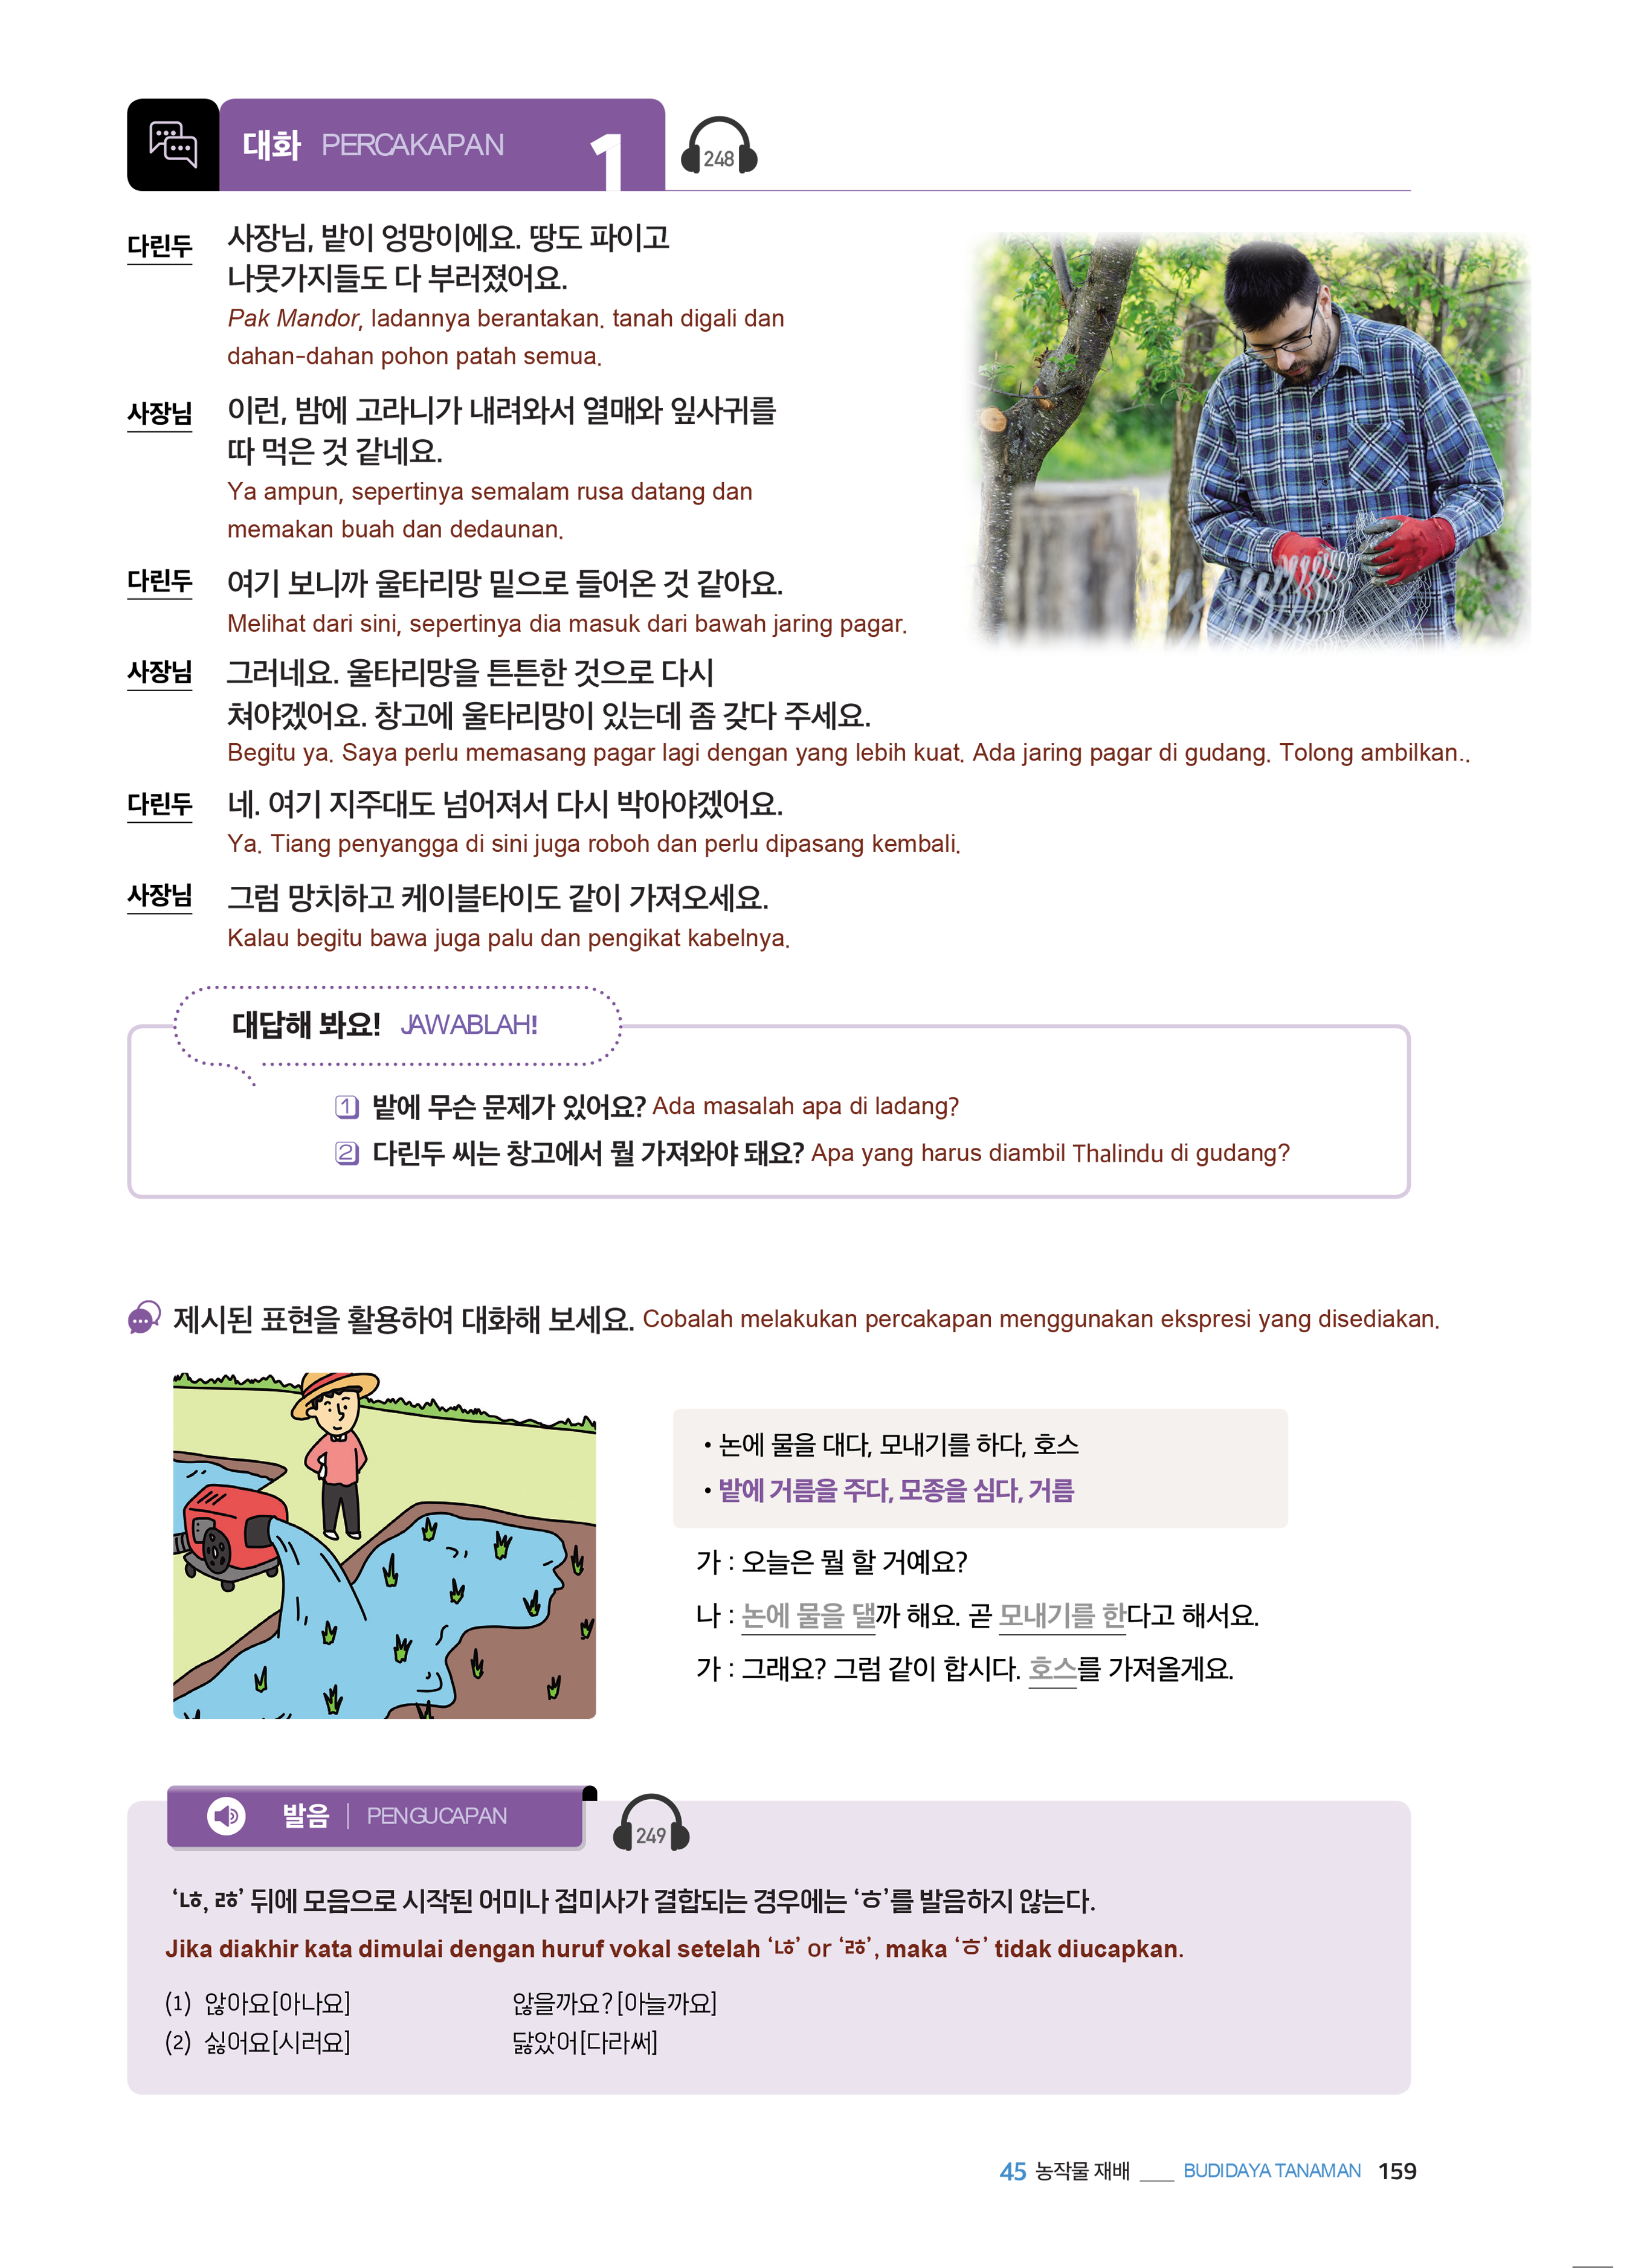 대화 PERCAKAPAN 1 248
다린두 사장님, 밭이 엉망이에요. 땅도 파이고
나뭇가지들도 다 부러졌어요.
Pak Mandor, ladannya berantakan. tanah digali dan
dahan-dahan pohon patah semua.
사장님 이런, 밤에 고라니가 내려와서 열매와 잎사귀를
따 먹은 것 같네요.
Ya ampun, sepertinya semalam rusa datang dan
memakan buah dan dedaunan.
다린두 여기 보니까 울타리망 밑으로 들어온 것 같아요.
Melihat dari sini, sepertinya dia masuk dari bawah jaring pagar.
사장님 그러네요. 울타리망을 튼튼한 것으로 다시
쳐야겠어요. 창고에 울타리망이 있는데 좀 갖다 주세요.
Begitu ya. Saya perlu memasang pagar lagi dengan yang lebih kuat. Ada jaring pagar di gudang. Tolong ambilkan..
다린두 네. 여기 지주대도 넘어져서 다시 박아야겠어요.
Ya. Tiang penyangga di sini juga roboh dan perlu dipasang kembali.
사장님 그럼 망치하고 케이블타이도 같이 가져오세요.
Kalau begitu bawa juga palu dan pengikat kabelnya.
대답해 봐요! JAWABLAH!
1 밭에 무슨 문제가 있어요? Ada masalah apa di ladang?
2 다린두 씨는 창고에서 뭘 가져와야 돼요? Apa yang harus diambil Thalindu di gudang?
제시된 표현을 활용하여 대화해 보세요. Cobalah melakukan percakapan menggunakan ekspresi yang disediakan.
• 논에 물을 대다, 모내기를 하다, 호스
• 밭에 거름을 주다, 모종을 심다, 거름
가 : 오늘은 뭘 할 거예요?
나 : 논에 물을 댈까 해요. 곧 모내기를 한다고 해서요.
가 : 그래요? 그럼 같이 합시다. 호스를 가져올게요.
발음 | PENGUCAPAN 249
‘ㄶ, ㅀ’ 뒤에 모음으로 시작된 어미나 접미사가 결합되는 경우에는 ‘ㅎ’를 발음하지 않는다.
Jika diakhir kata dimulai dengan huruf vokal setelah ‘ㄶ’ or ‘ㅀ’, maka ‘ㅎ’ tidak diucapkan.
(1) 않아요[아나요] 않을까요?[아늘까요]
(2) 싫어요[시러요] 닳았어[다라써]
45 농작물 재배 ___ BUDIDAYA TANAMAN 159